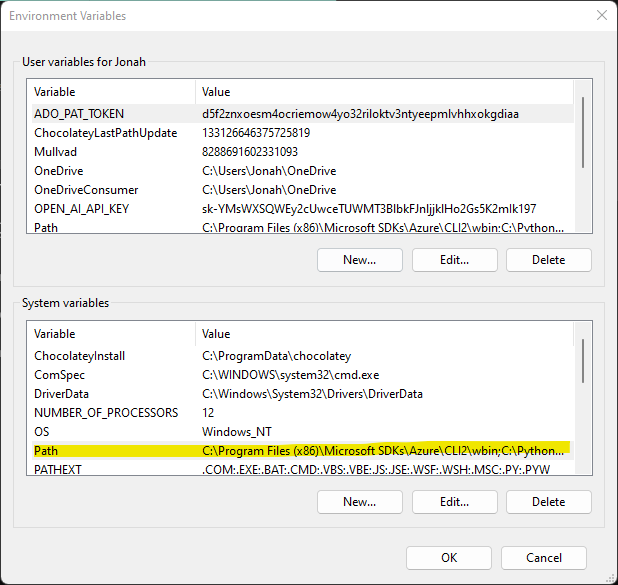 Environment Variables
User variables for Jonah
Variable Value
ADO_PAT_TOKEN d5f2znxoesm4ocriemow4yo32riloktv3ntyeepmlvhhxokgdiaa
ChocolateyLastPathUpdate 133126646375725819
Mullvad 8288691602331093
OneDrive C:\Users\Jonah\OneDrive
OneDriveConsumer C:\Users\Jonah\OneDrive
OPEN_AI_API_KEY
Path C:\Program Files (x86)\Microsoft SDKs\Azure\CLI2\wbin;C:\Python...
New... Edit... Delete
System variables
Variable Value
ChocolateyInstall C:\ProgramData\chocolatey
ComSpec C:\WINDOWS\system32\cmd.exe
DriverData C:\Windows\System32\Drivers\DriverData
NUMBER_OF_PROCESSORS 12
OS Windows_NT
Path C:\Program Files (x86)\Microsoft SDKs\Azure\CLI2\wbin;C:\Python...
PATHEXT .COM;.EXE;.BAT;.CMD;.VBS;.VBE;.JS;.JSE;.WSF;.WSH;.MSC;.PY;.PYW
New... Edit... Delete
OK Cancel